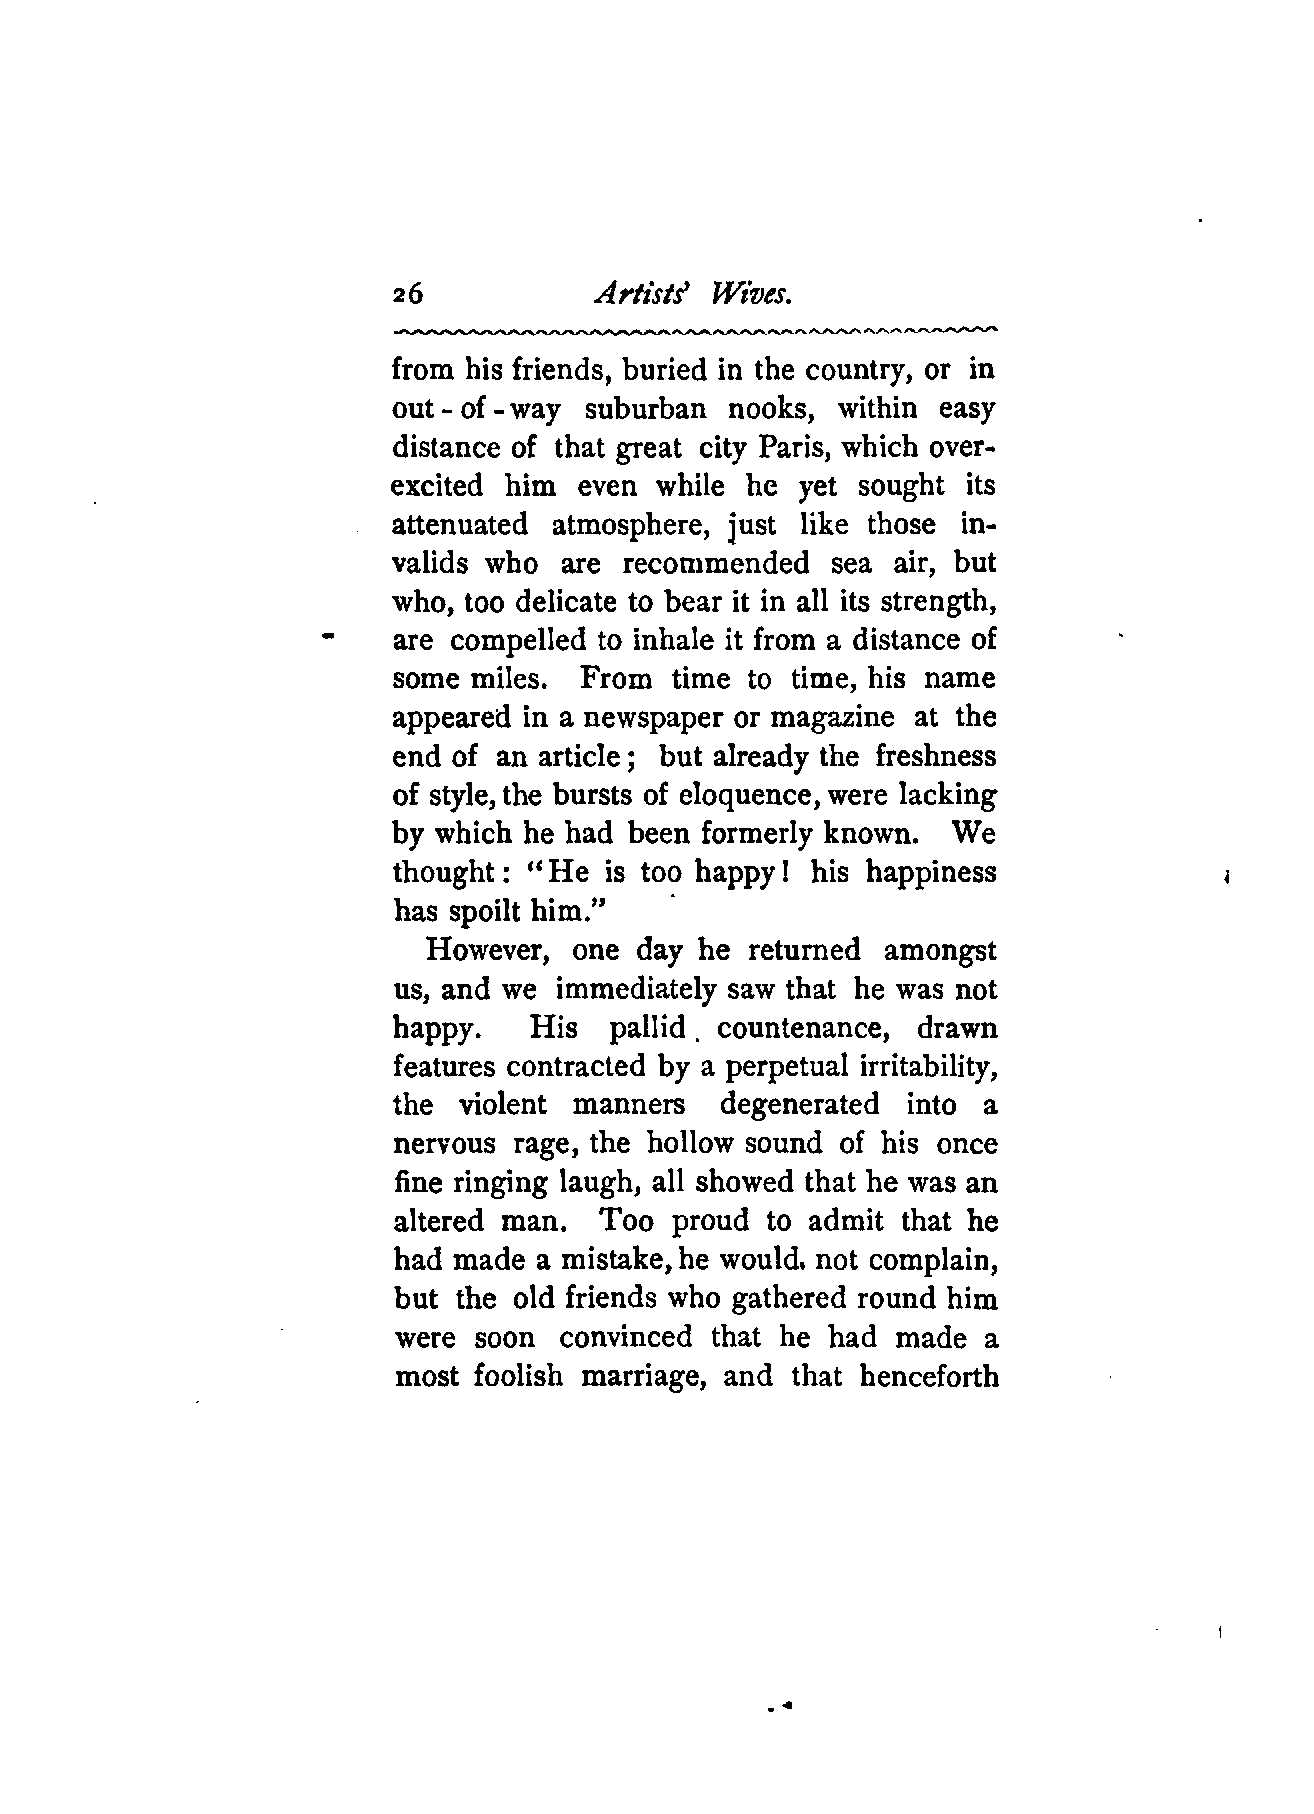 26 Artists' Wives.
from his friends, buried in the country, or in
out-of-way suburban nooks, within easy
distance of that great city Paris, which over-
excited him even while he yet sought its
attenuated atmosphere, just like those in-
valids who are recommended sea air, but
who, too delicate to bear it in all its strength,
are compelled to inhale it from a distance of
some miles. From time to time, his name
appeared in a newspaper or magazine at the
end of an article; but already the freshness
of style, the bursts of eloquence, were lacking
by which he had been formerly known. We
thought: "He is too happy! his happiness
has spoilt him."
However, one day he returned amongst
us, and we immediately saw that he was not
happy. His pallid countenance, drawn
features contracted by a perpetual irritability,
the violent manners degenerated into a
nervous rage, the hollow sound of his once
fine ringing laugh, all showed that he was an
altered man. Too proud to admit that he
had made a mistake, he would not complain,
but the old friends who gathered round him
were soon convinced that he had made a
most foolish marriage, and that henceforth